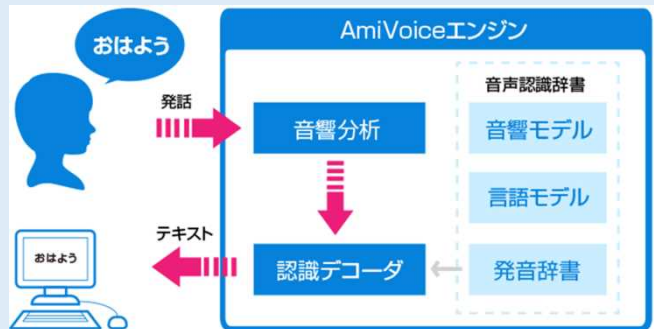 おはよう
AmiVoiceエンジン
発話
音響分析
音声認識辞書
音響モデル
言語モデル
テキスト
おはよう
認識デコーダ
発音辞書